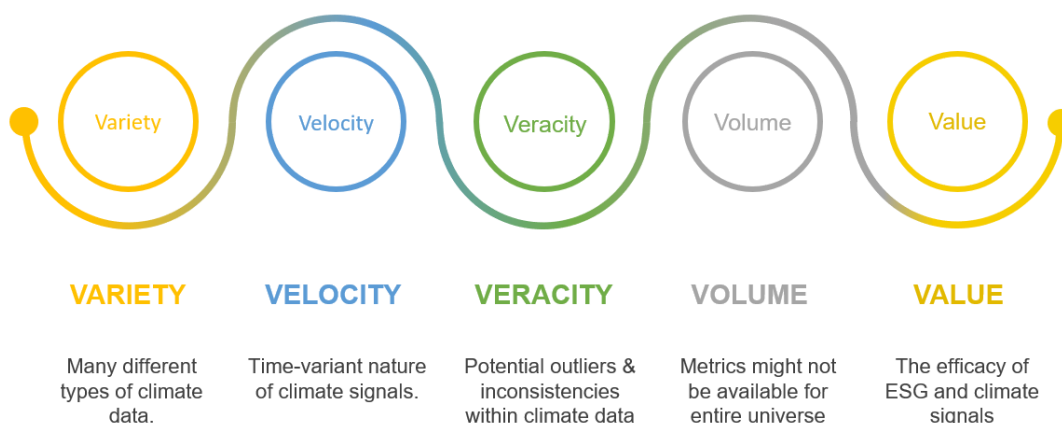 Variety
Velocity
Veracity
Volume
Value
VARIETY
VELOCITY
VERACITY
VOLUME
VALUE
Many different
types of climate
data.
Time-variant nature
of climate signals.
Potential outliers &
inconsistencies
within climate data
Metrics might not
be available for
entire universe
The efficacy of
ESG and climate
signals